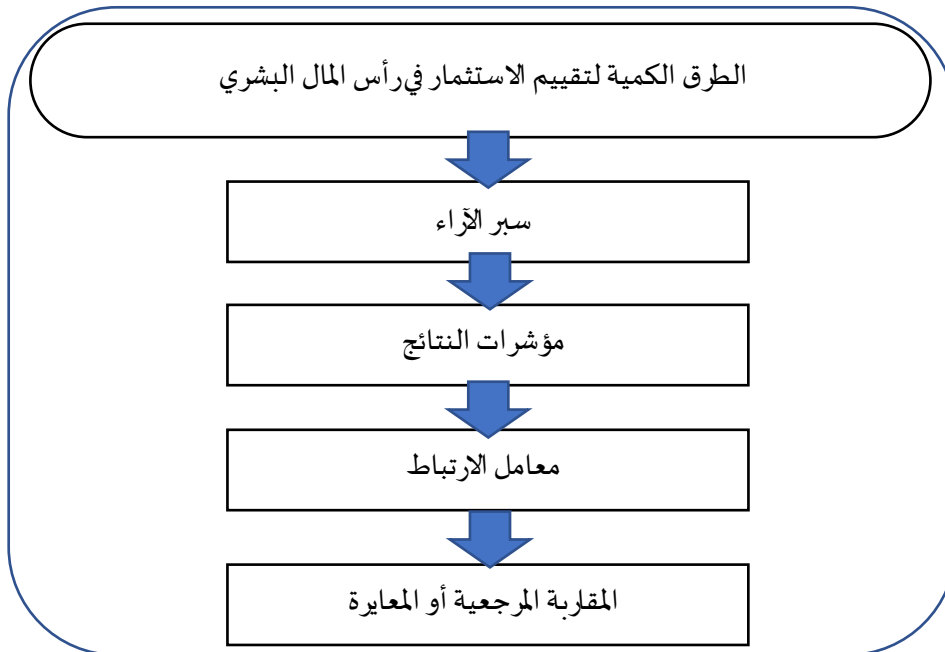 الطرق الكمية لتقييم الاستثمار في رأس المال البشري
سبر الآراء
مؤشرات النتائج
معامل الارتباط
المقاربة المرجعية أو المعايرة